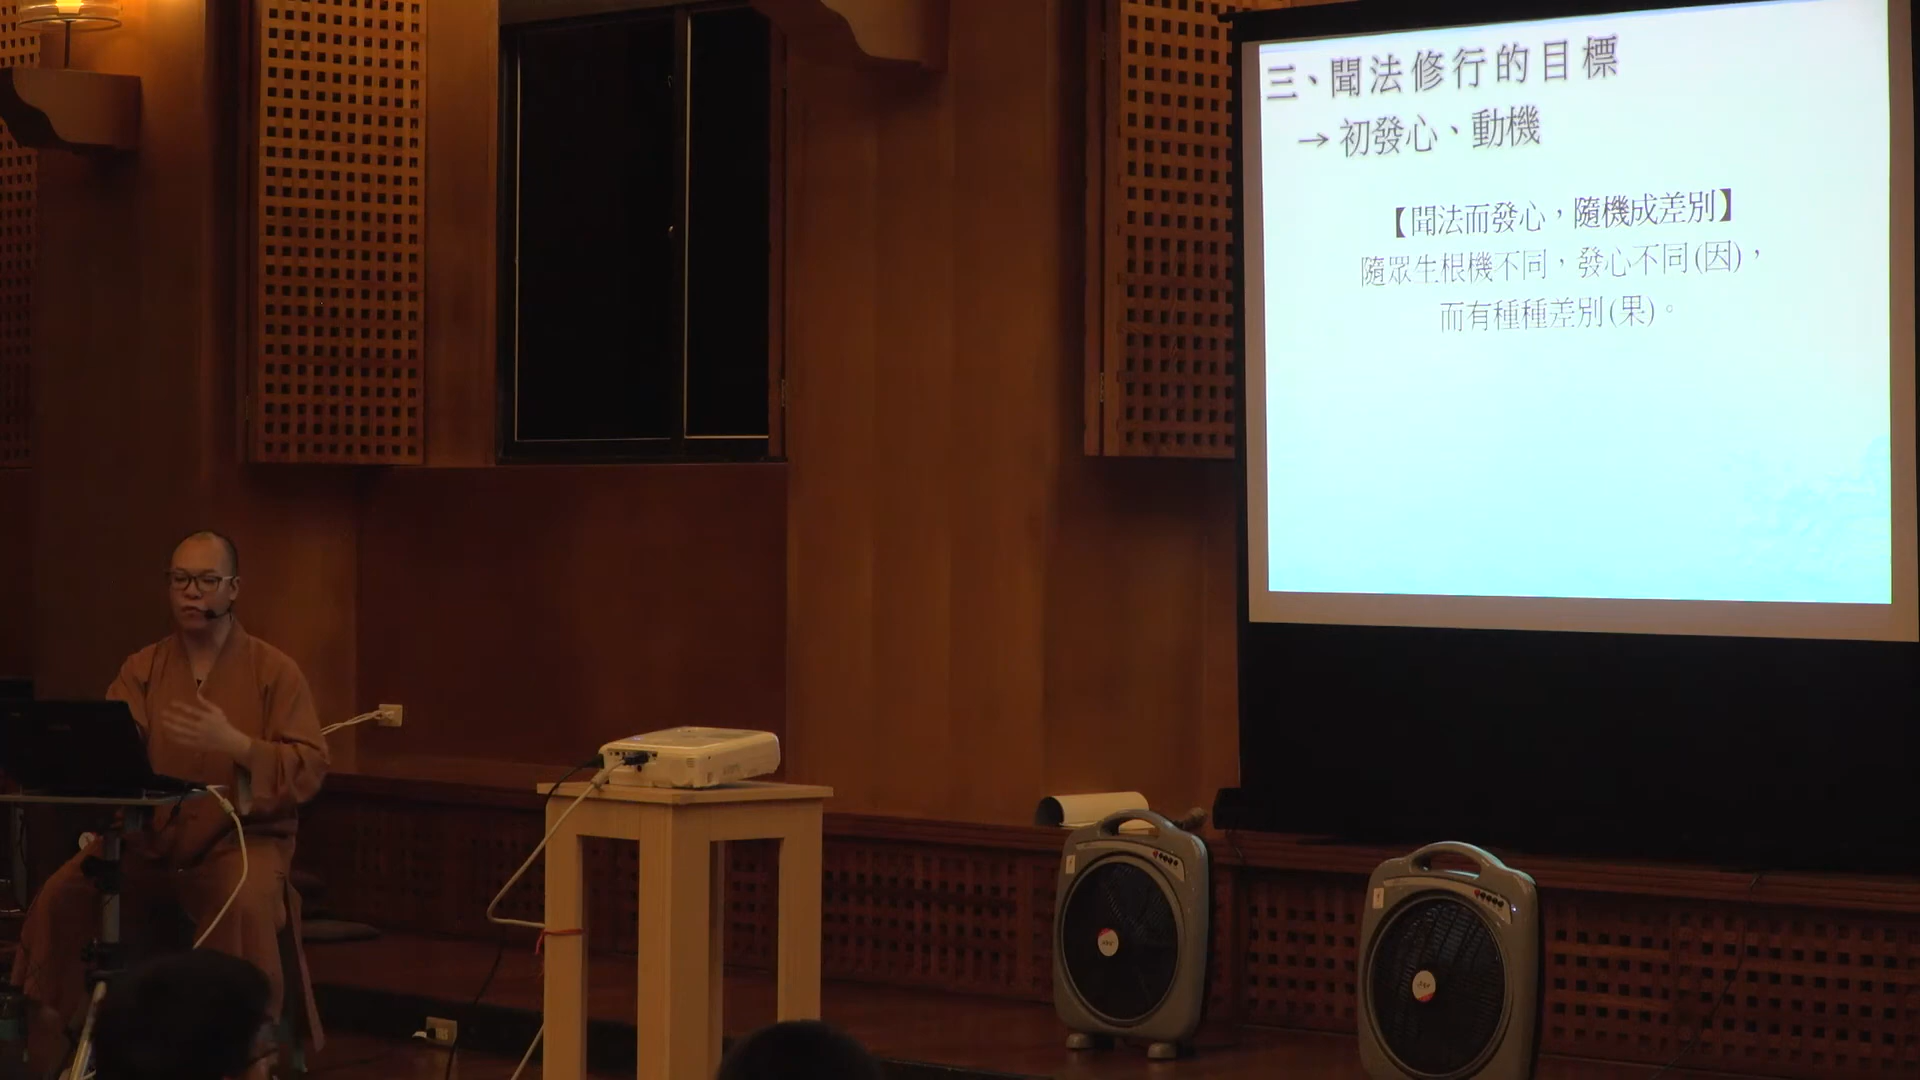 三、聞法修行的目標
→初發心、動機
【聞法而發心，隨機成差別】
隨眾生根機不同，發心不同(因)，
而有種種差別(果)。